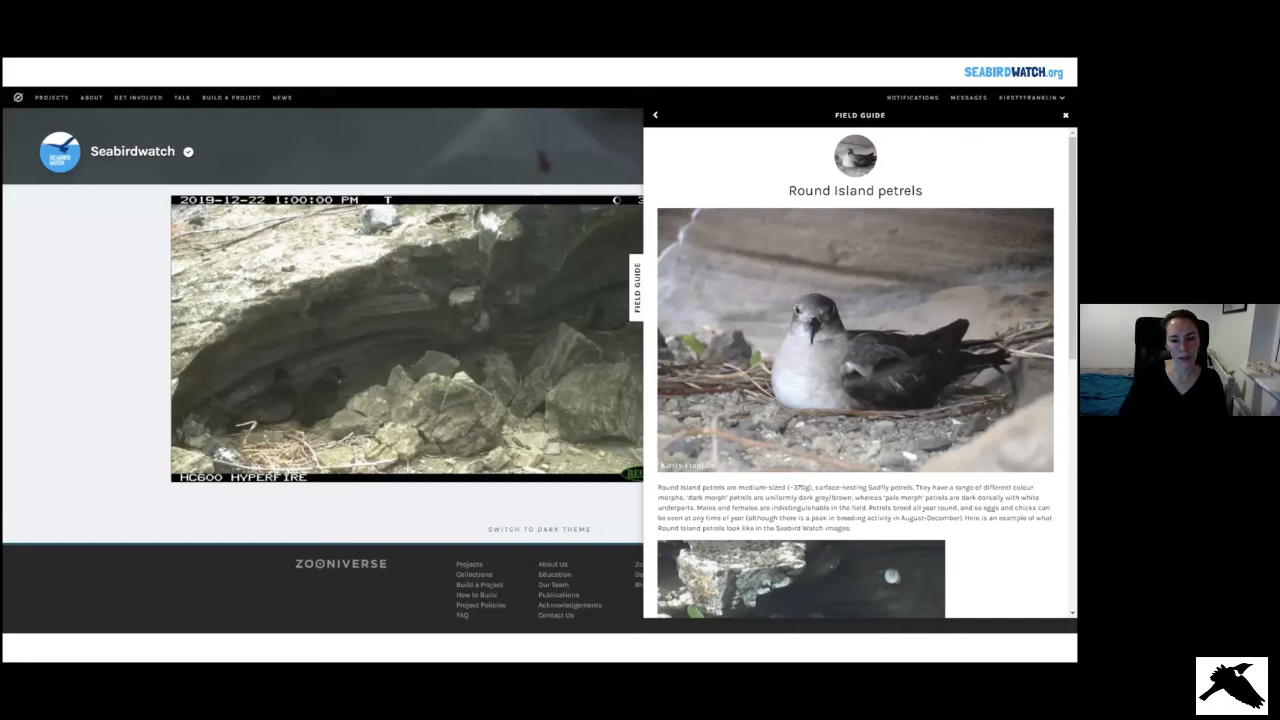 SEABIRDWATCH.org
PROJECTS ABOUT GET INVOLVED TALK BUILD A PROJECT NEWS NOTIFICATIONS MESSAGES KIRSTYFRANKLIN
FIELD GUIDE
SEABIRD WATCH
Seabirdwatch
Round Island petrels
2019-12-22 1:00:00 PM T
FIELD GUIDE
Kirsty Franklin
HC600 HYPERFIRE
Round Island petrels are medium-sized (~370g), surface-nesting Gadfly petrels. They have a range of different colour
morphs; 'dark morph' petrels are uniformly dark grey/brown, whereas 'pale morph' petrels are dark dorsally with white
underparts. Males and females are indistinguishable in the field. Petrels breed all year round, and so eggs and chicks can
be seen at any time of year (although there is a peak in breeding activity in August-December). Here is an example of what
Round Island petrels look like in the Seabird Watch images:
SWITCH TO DARK THEME
ZOONIVERSE
Projects
Collections
Build a Project
How to Build
Project Policies
FAQ
About Us
Education
Our Team
Publications
Acknowledgements
Contact Us